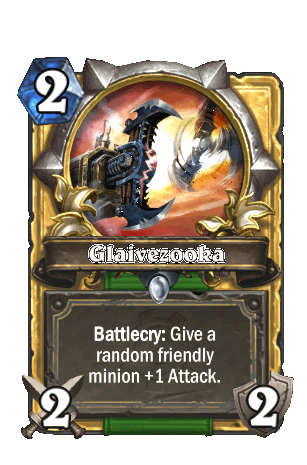 2
Glaivezooka
Battlecry: Give a
random friendly
minion +1 Attack.
2
2